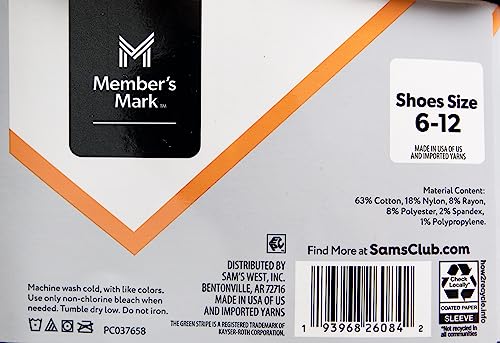 Member's
Mark™
Shoes Size
6-12
MADE IN USA OF US
AND IMPORTED YARNS
Material Content:
63% Cotton, 18% Nylon, 8% Rayon,
8% Polyester, 2% Spandex,
1% Polypropylene.
Find More at SamsClub.com
DISTRIBUTED BY
SAM'S WEST, INC.
BENTONVILLE, AR 72716
MADE IN USA OF US
AND IMPORTED YARNS
THE GREEN STRIPE IS A REGISTERED TRADEMARK OF
KAYSER-ROTH CORPORATION.
Machine wash cold, with like colors.
Use only non-chlorine bleach when
needed. Tumble dry low. Do not iron.
PC037658
1 93968 26084 2
Check
Locally*
COATED PAPER
SLEEVE
*Not recycled in all communities
how2recycle.info